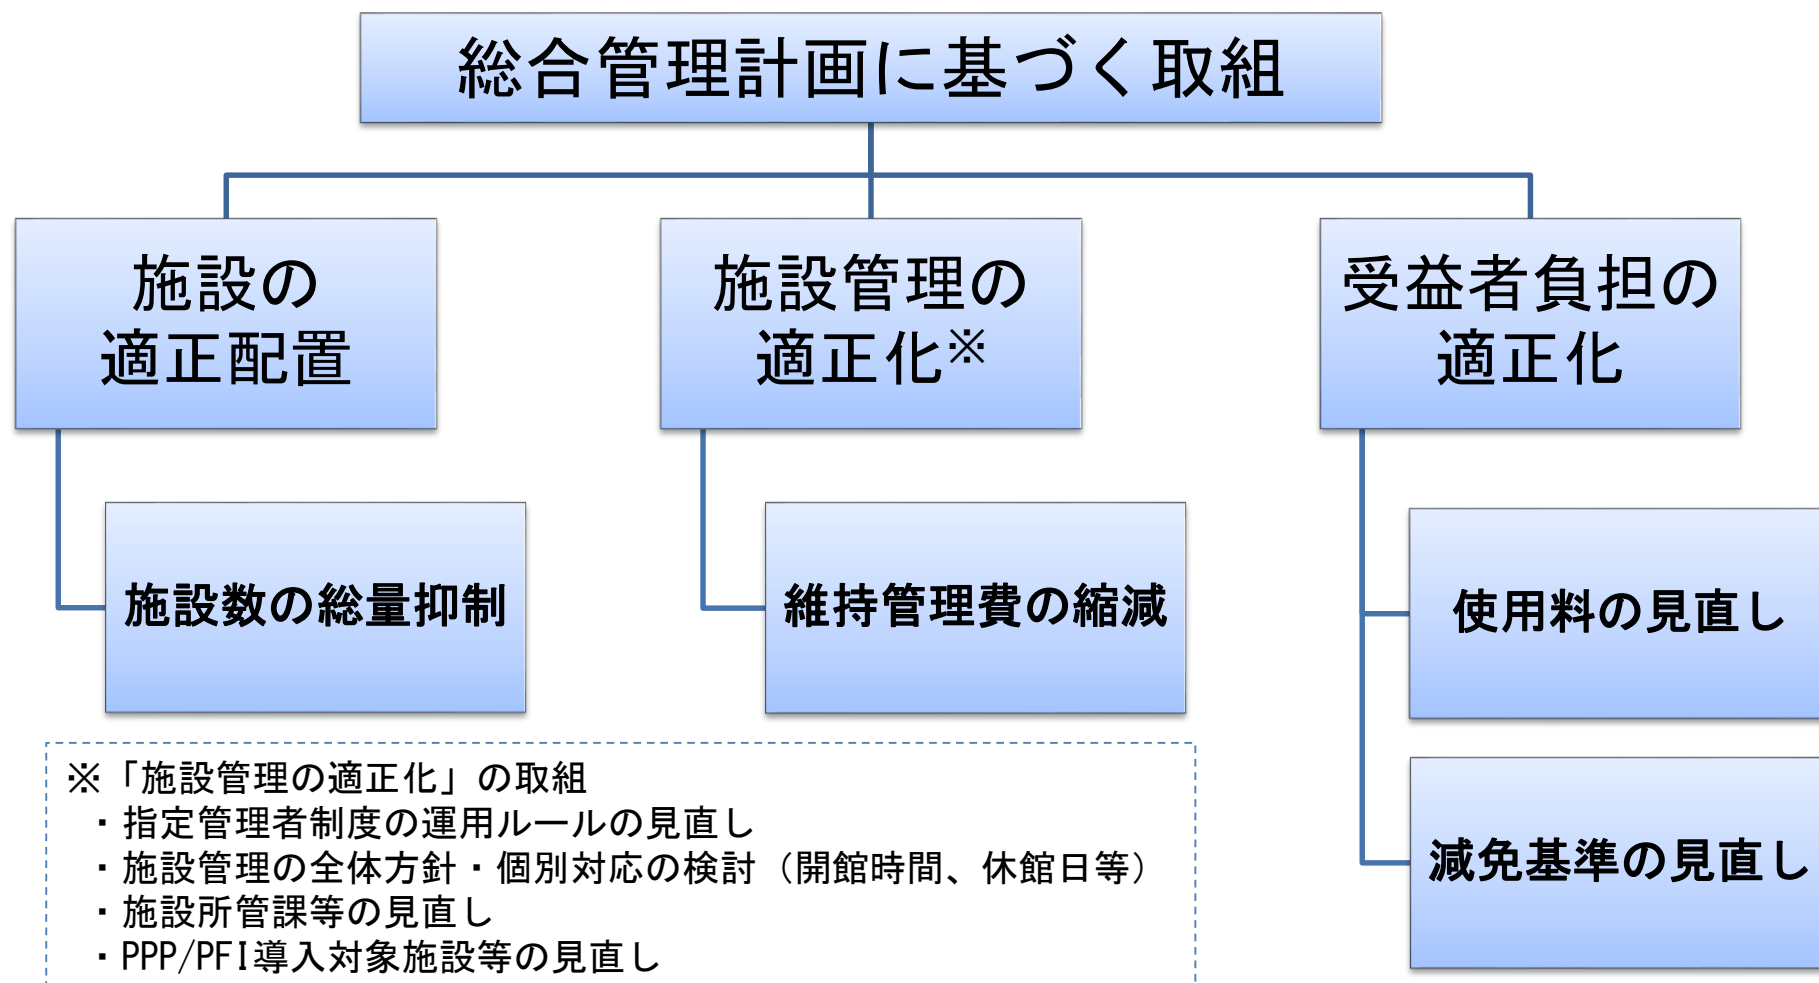 総合管理計画に基づく取組
施設の
適正配置
施設管理の
適正化※
受益者負担の
適正化
施設数の総量抑制
維持管理費の縮減
使用料の見直し
減免基準の見直し
※「施設管理の適正化」の取組
・指定管理者制度の運用ルールの見直し
・施設管理の全体方針・個別対応の検討（開館時間、休館日等）
・施設所管課等の見直し
・PPP/PFI導入対象施設等の見直し